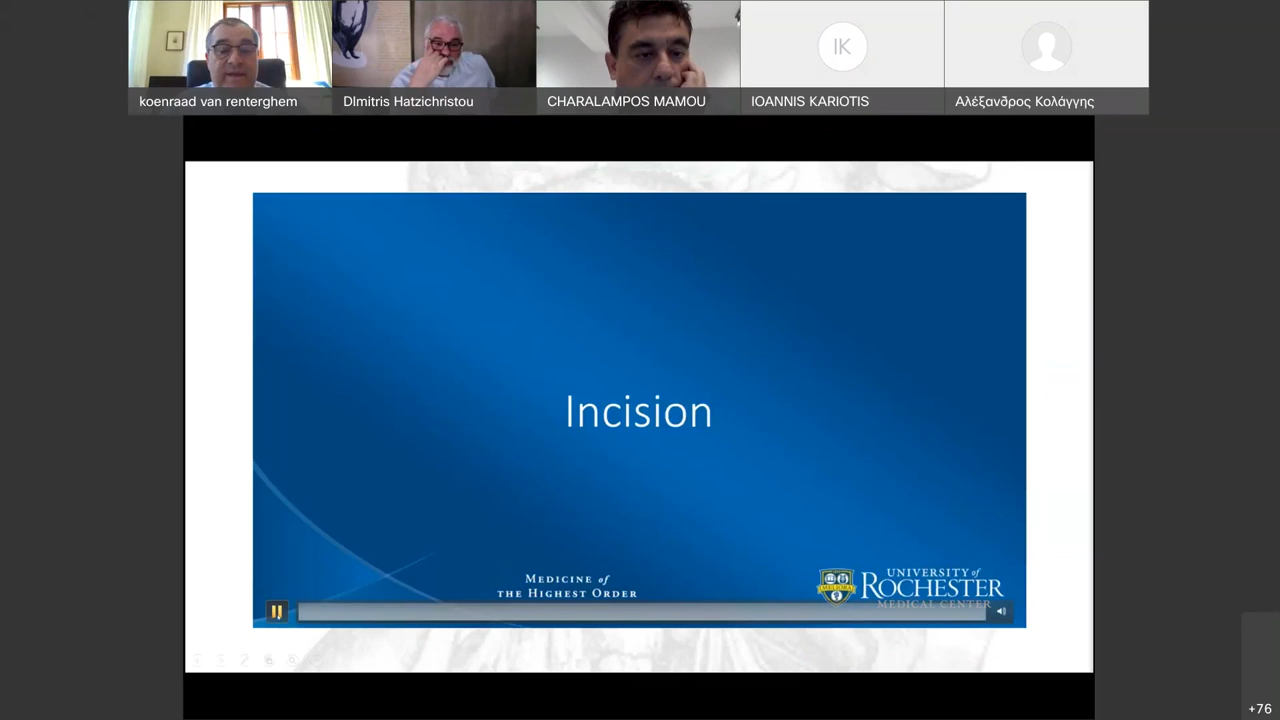 koenraad van renterghem
DImitris Hatzichristou
CHARALAMPOS MAMOU
IK
IOANNIS KARIOTIS
Αλέξανδρος Κολάγγης
Incision
MEDICINE of
THE HIGHEST ORDER
UNIVERSITY of
ROCHESTER
MEDICAL CENTER
+76